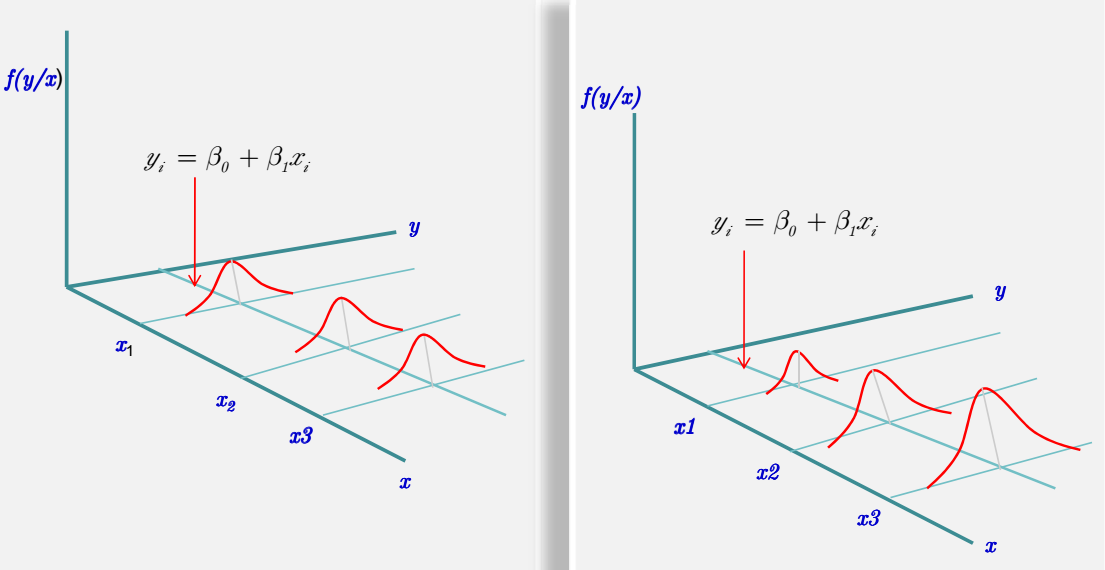 f(y/x)
yᵢ = β₀ + β₁xᵢ
y
x₁
x₂
x3
x
f(y/x)
yᵢ = β₀ + β₁xᵢ
y
x1
x2
x3
x